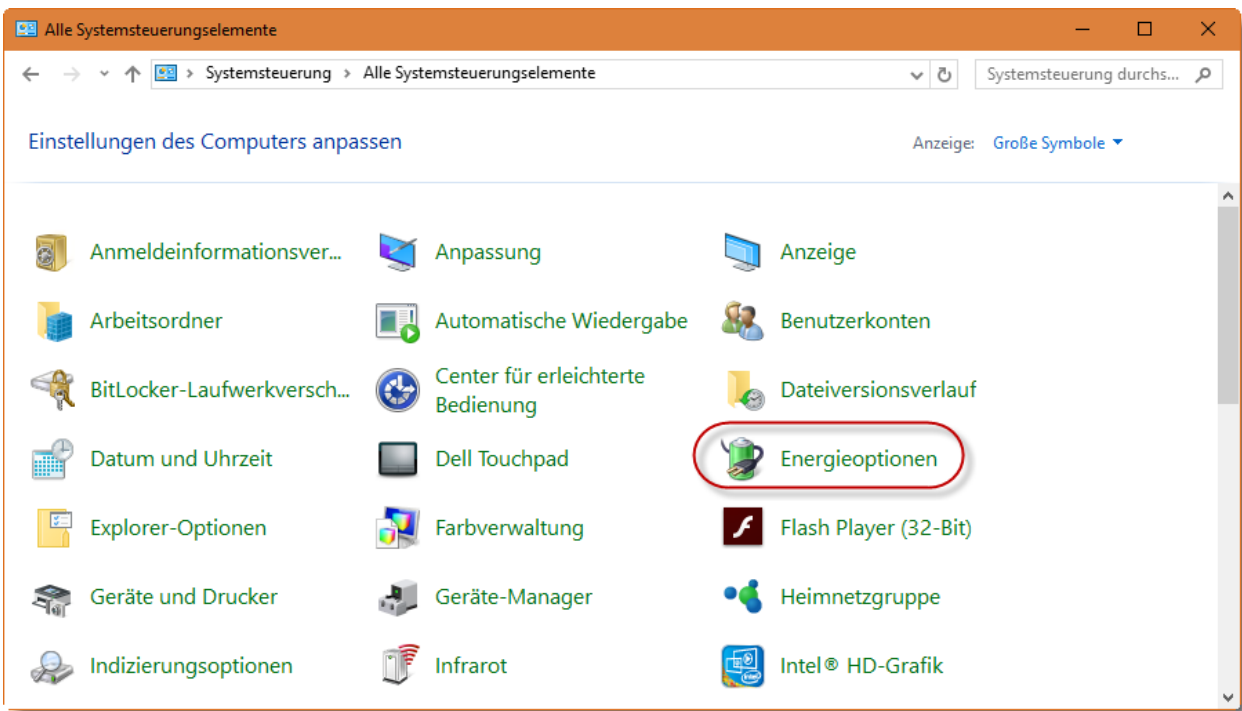 Alle Systemsteuerungselemente
Systemsteuerung > Alle Systemsteuerungselemente
Systemsteuerung durchs...
Einstellungen des Computers anpassen
Anzeige: Große Symbole
Anmeldeinformationsver...
Anpassung
Anzeige
Arbeitsordner
Automatische Wiedergabe
Benutzerkonten
BitLocker-Laufwerkversch...
Center für erleichterte
Bedienung
Dateiversionsverlauf
Datum und Uhrzeit
Dell Touchpad
Energieoptionen
Explorer-Optionen
Farbverwaltung
Flash Player (32-Bit)
Geräte und Drucker
Geräte-Manager
Heimnetzgruppe
Indizierungsoptionen
Infrarot
Intel® HD-Grafik